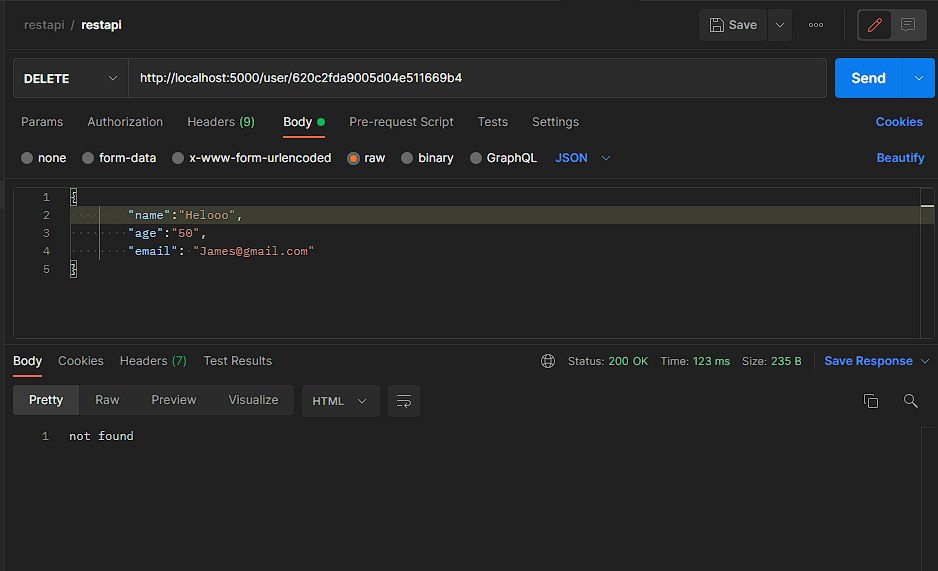 restapi / restapi
Save
DELETE
http://localhost:5000/user/620c2fda9005d04e511669b4
Send
Params Authorization Headers (9) Body Pre-request Script Tests Settings Cookies
none form-data x-www-form-urlencoded raw binary GraphQL JSON Beautify
1 {
2 "name":"Helooo",
3 "age":"50",
4 "email": "James@gmail.com"
5 }
Body Cookies Headers (7) Test Results Status: 200 OK Time: 123 ms Size: 235 B Save Response
Pretty Raw Preview Visualize HTML
1 not found